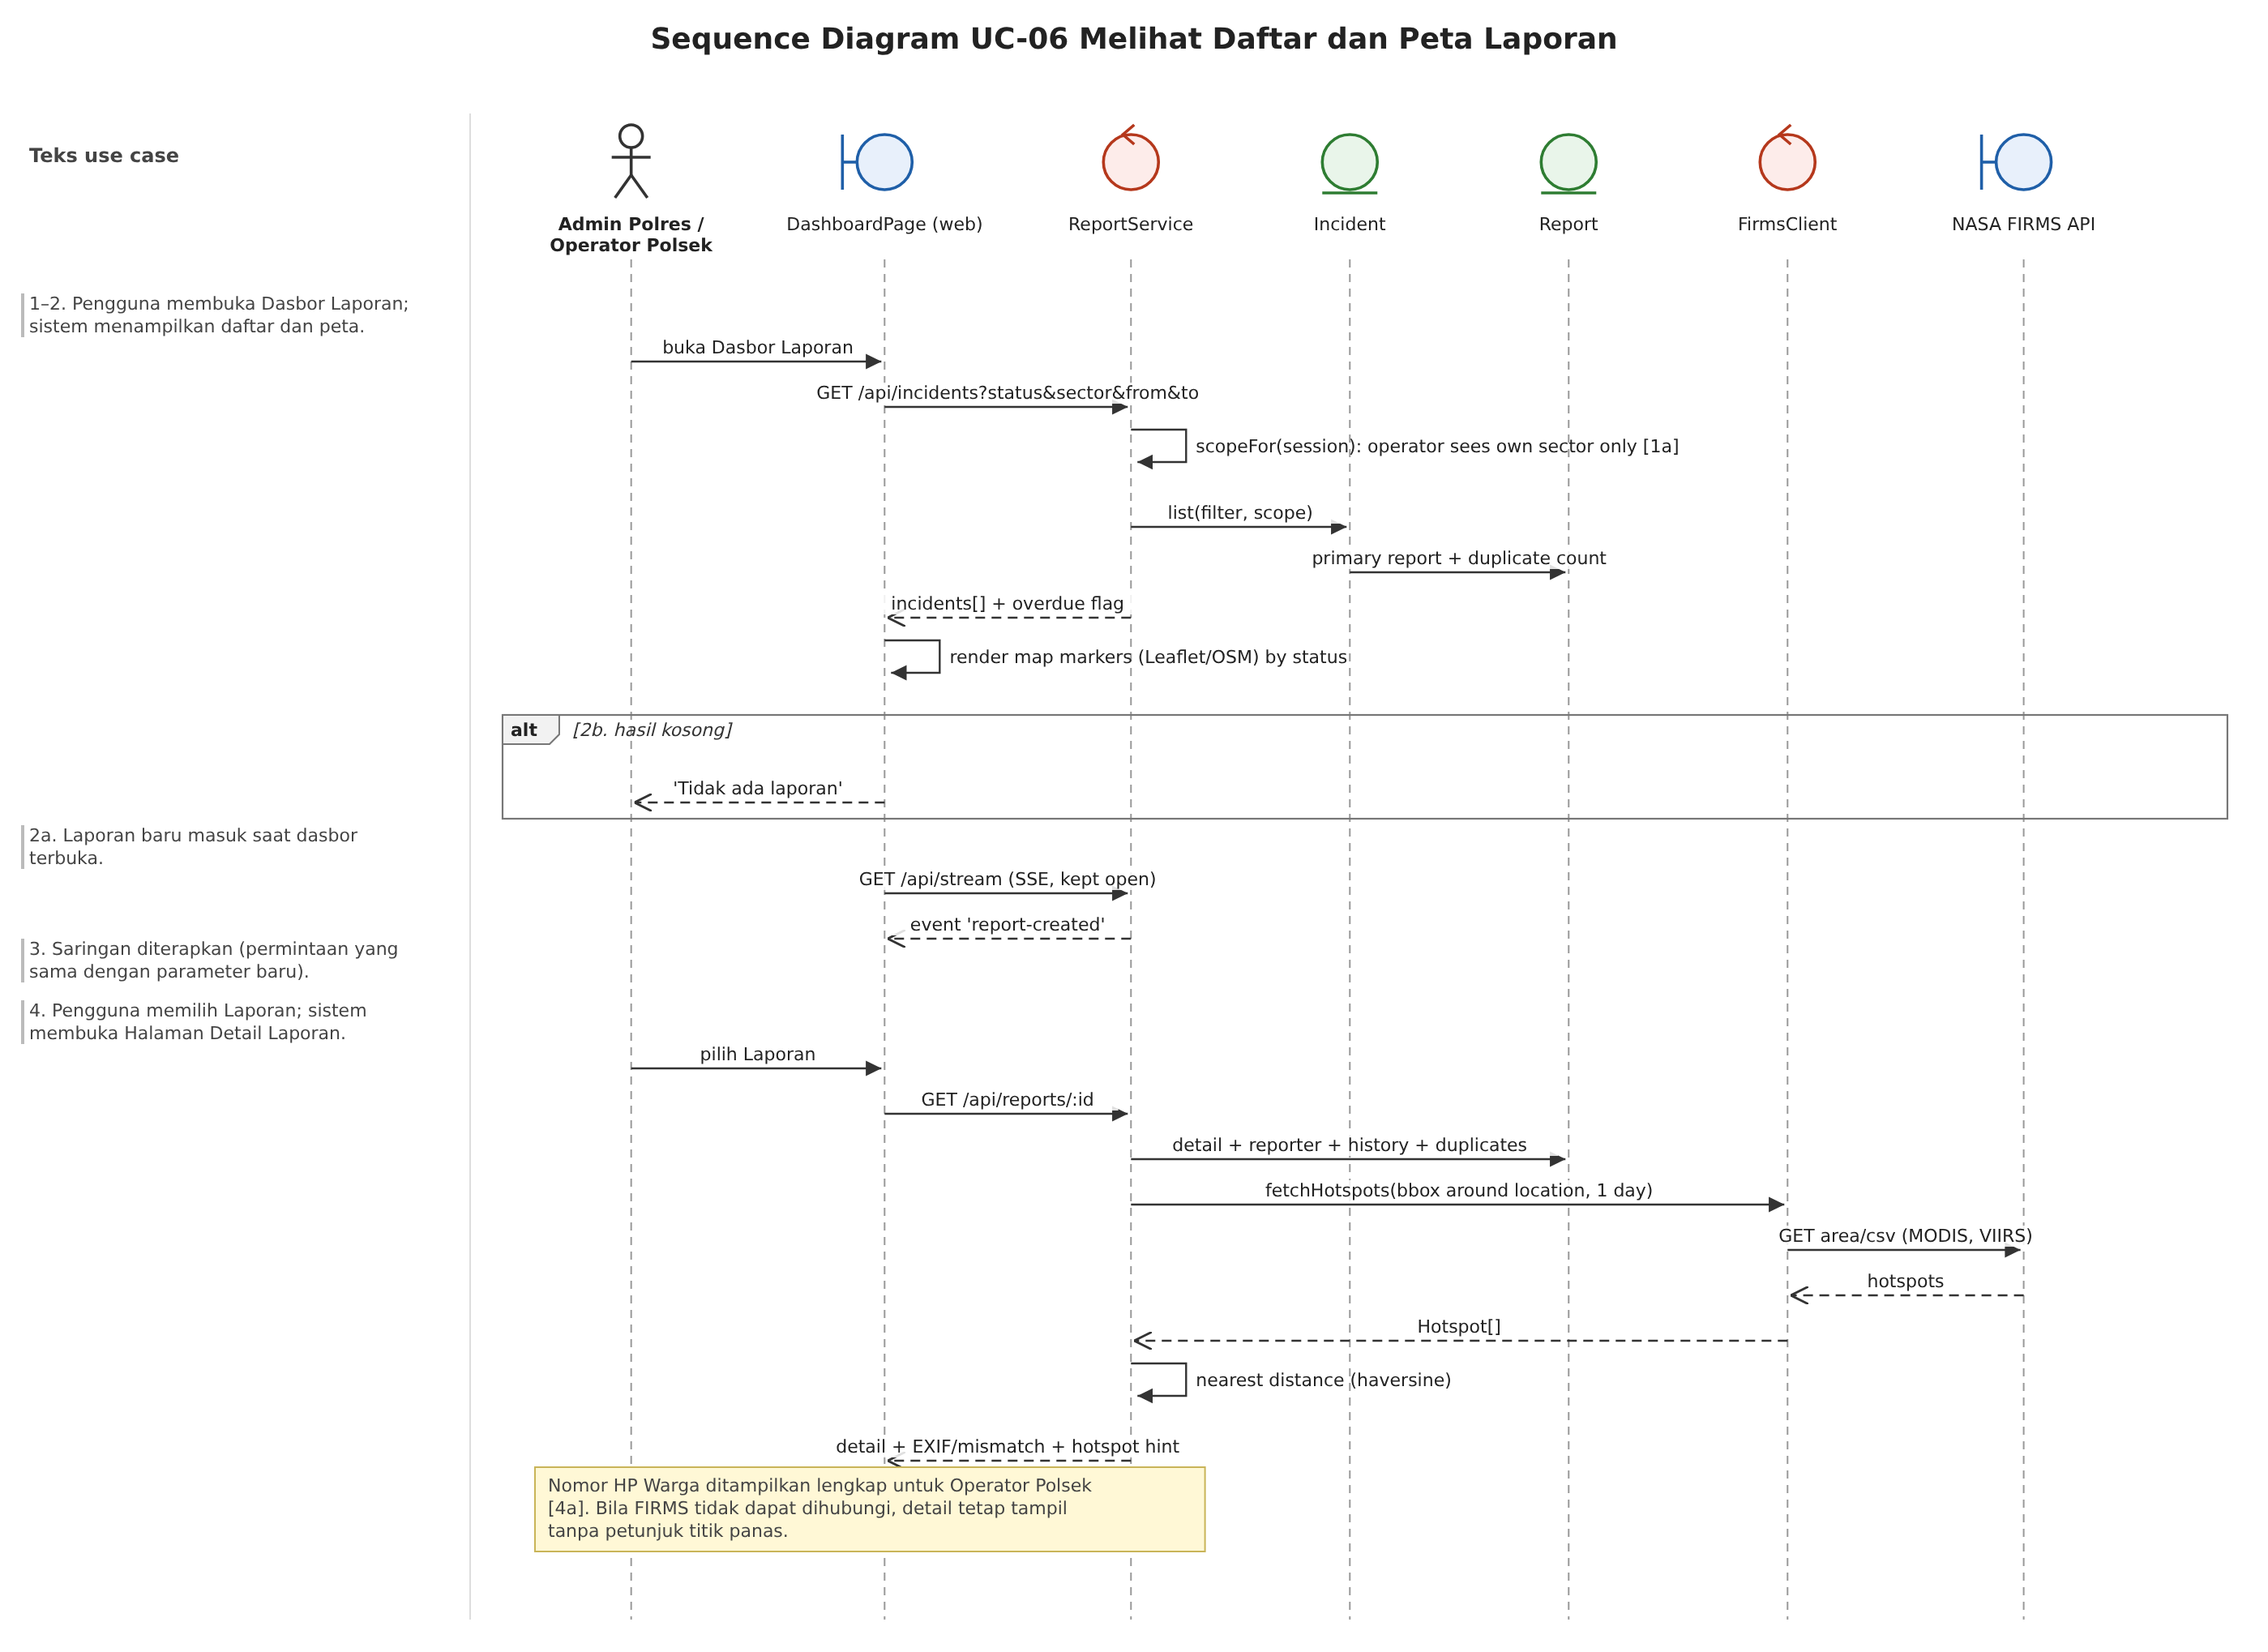 Sequence Diagram UC-06 Melihat Daftar dan Peta Laporan
Teks use case
Admin Polres /
Operator Polsek
DashboardPage (web)
ReportService
Incident
Report
FirmsClient
NASA FIRMS API
1–2. Pengguna membuka Dasbor Laporan;
sistem menampilkan daftar dan peta.
buka Dasbor Laporan
GET /api/incidents?status&sector&from&to
scopeFor(session): operator sees own sector only [1a]
list(filter, scope)
primary report + duplicate count
incidents[] + overdue flag
render map markers (Leaflet/OSM) by status
alt
[2b. hasil kosong]
'Tidak ada laporan'
2a. Laporan baru masuk saat dasbor
terbuka.
GET /api/stream (SSE, kept open)
event 'report-created'
3. Saringan diterapkan (permintaan yang
sama dengan parameter baru).
4. Pengguna memilih Laporan; sistem
membuka Halaman Detail Laporan.
pilih Laporan
GET /api/reports/:id
detail + reporter + history + duplicates
fetchHotspots(bbox around location, 1 day)
GET area/csv (MODIS, VIIRS)
hotspots
Hotspot[]
nearest distance (haversine)
detail + EXIF/mismatch + hotspot hint
Nomor HP Warga ditampilkan lengkap untuk Operator Polsek
[4a]. Bila FIRMS tidak dapat dihubungi, detail tetap tampil
tanpa petunjuk titik panas.